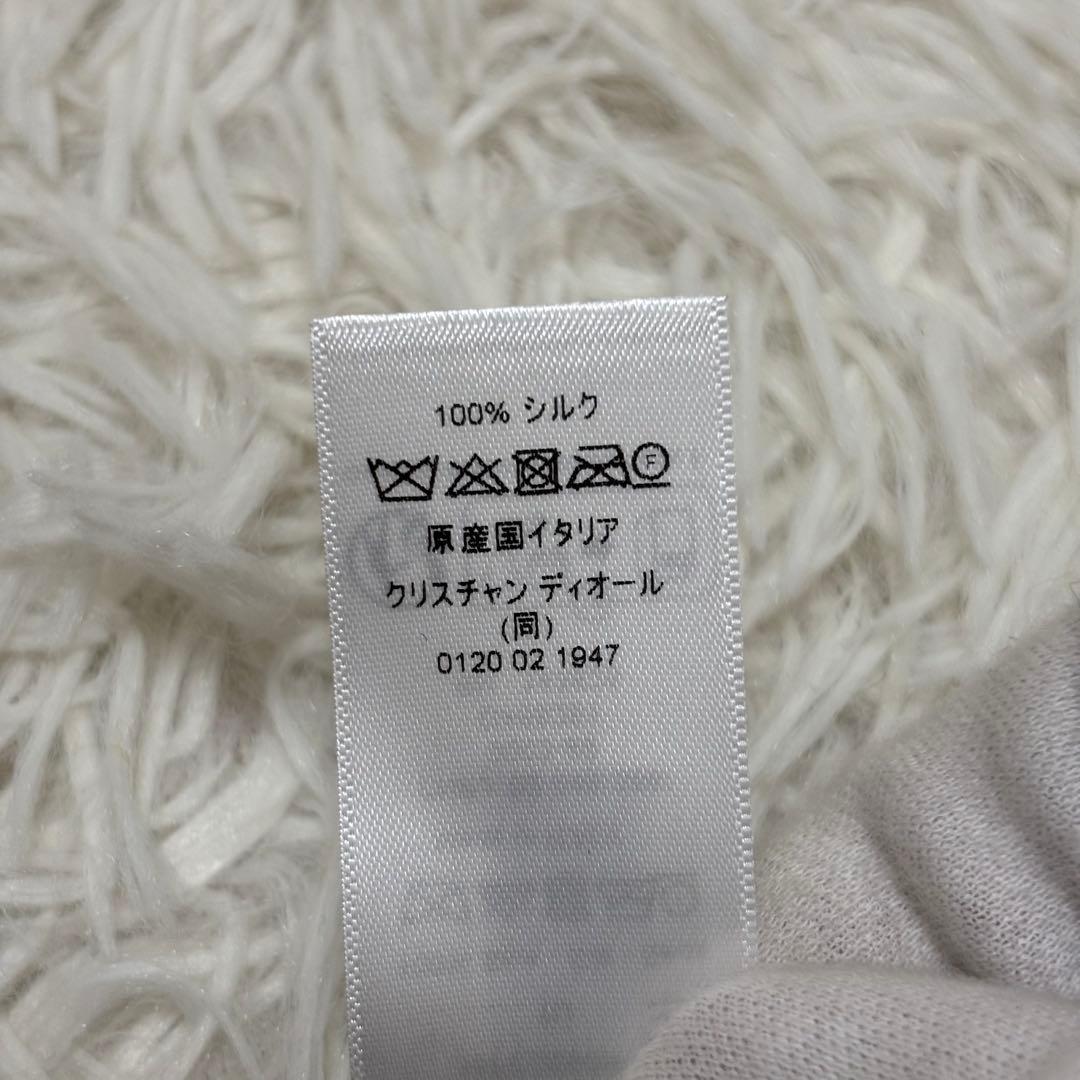 100% シルク
F
原産国イタリア
クリスチャン ディオール
(同)
0120 02 1947